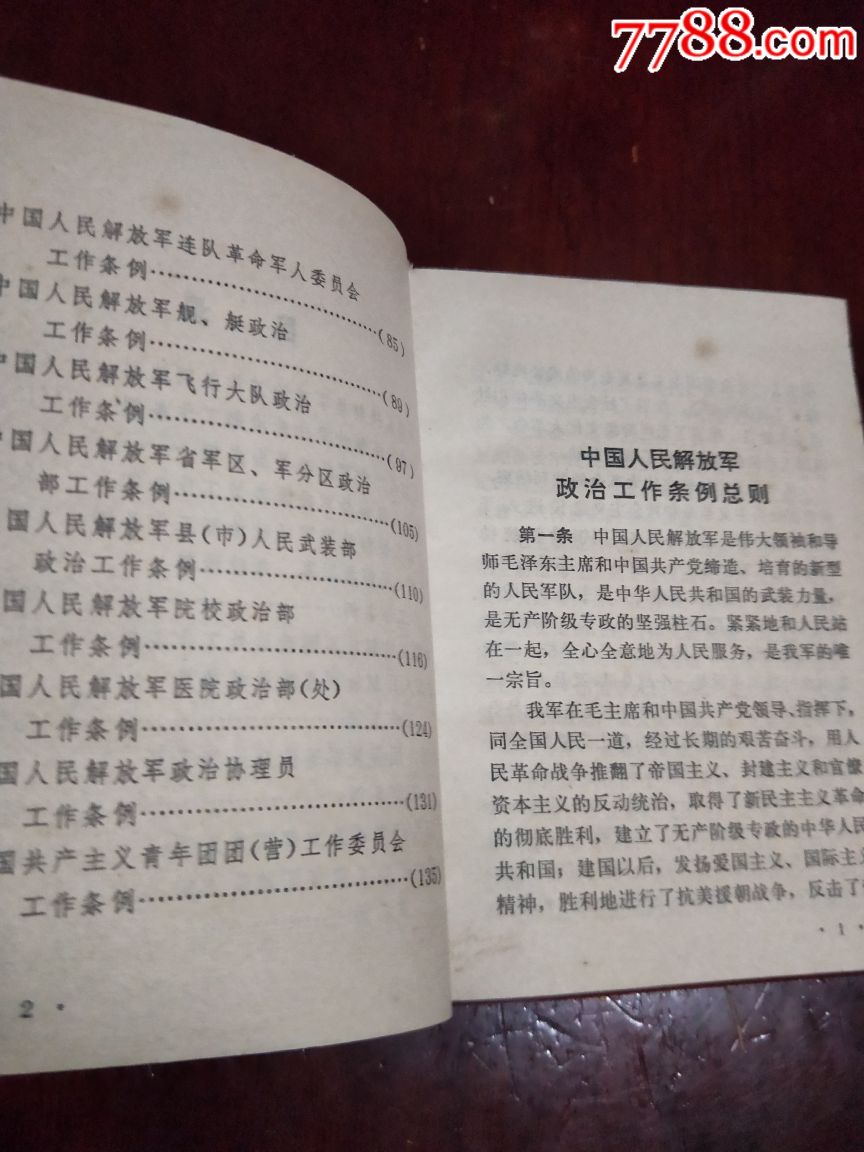 7788.com
中国人民解放军连队革命军人委员会
工作条例……………………………(85)
中国人民解放军舰、艇政治
工作条例……………………………(89)
中国人民解放军飞行大队政治
工作条例……………………………(97)
中国人民解放军省军区、军分区政治
部工作条例…………………………(105)
国人民解放军县(市)人民武装部
政治工作条例………………………(110)
国人民解放军院校政治部
工作条例……………………………(116)
国人民解放军医院政治部(处)
工作条例……………………………(124)
国人民解放军政治协理员
工作条例……………………………(131)
国共产主义青年团团(营)工作委员会
工作条例……………………………(135)
2 ·
中国人民解放军
政治工作条例总则
第一条 中国人民解放军是伟大领袖和导
师毛泽东主席和中国共产党缔造、培育的新型
的人民军队，是中华人民共和国的武装力量，
是无产阶级专政的坚强柱石。紧紧地和人民站
在一起，全心全意地为人民服务，是我军的唯
一宗旨。
我军在毛主席和中国共产党领导、指挥下，
同全国人民一道，经过长期的艰苦奋斗，用人
民革命战争推翻了帝国主义、封建主义和官僚
资本主义的反动统治，取得了新民主主义革命
的彻底胜利，建立了无产阶级专政的中华人民
共和国；建国以后，发扬爱国主义、国际主义
精神，胜利地进行了抗美援朝战争，反击了
· 1 ·